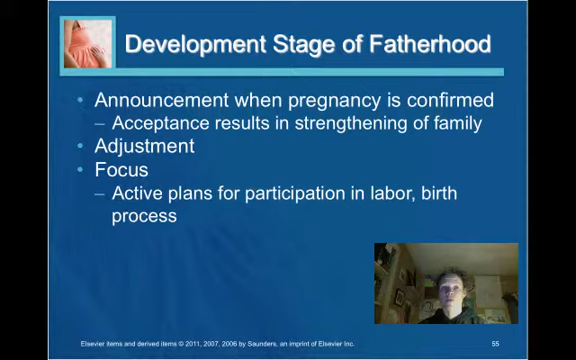 Development Stage of Fatherhood
• Announcement when pregnancy is confirmed
– Acceptance results in strengthening of family
• Adjustment
• Focus
– Active plans for participation in labor, birth
process
Elsevier items and derived items © 2011, 2007, 2006 by Saunders, an imprint of Elsevier Inc.
55